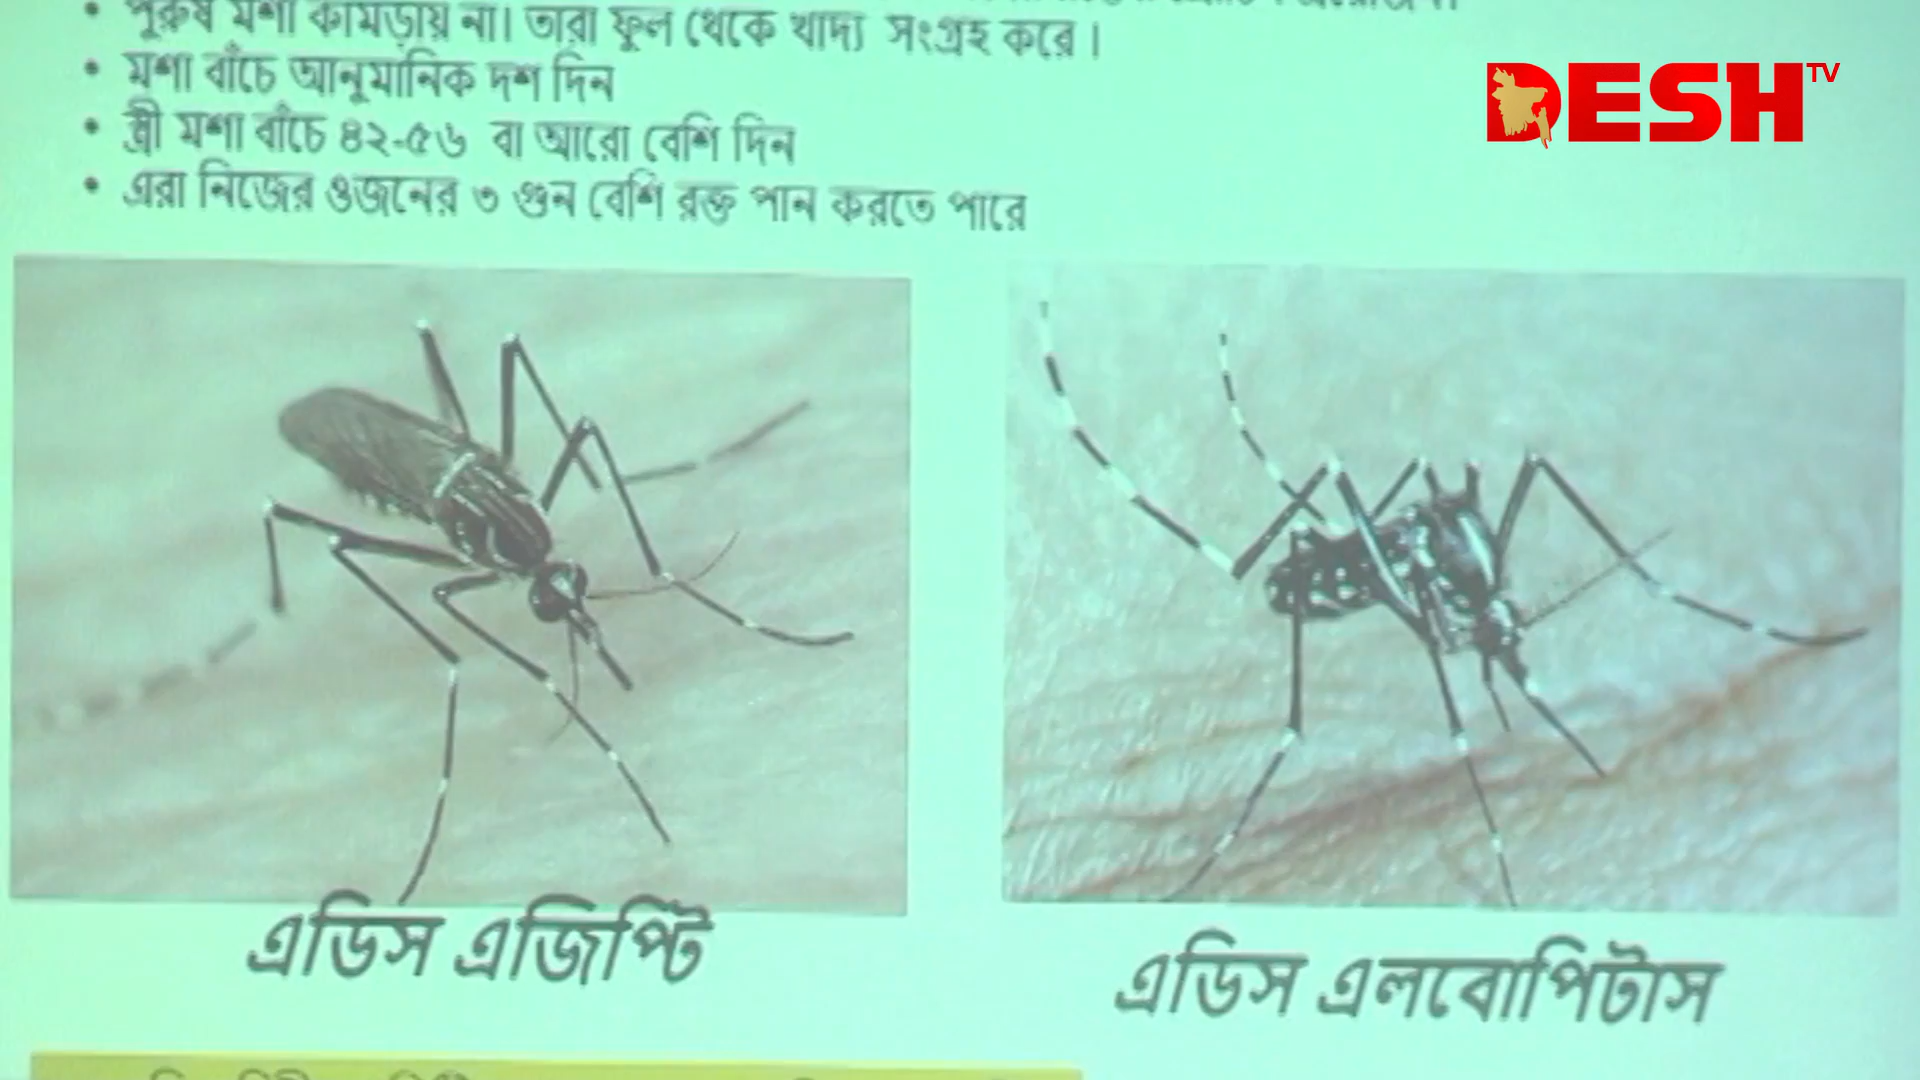 পুরুষ মশা কামড়ায় না। তারা ফুল থেকে খাদ্য সংগ্রহ করে।
DESH TV
মশা বাঁচে আনুমানিক দশ দিন
স্ত্রী মশা বাঁচে ৪২-৫৬ বা আরো বেশি দিন
এরা নিজের ওজনের ৩ গুন বেশি রক্ত পান করতে পারে
এডিস এজিপ্টি
এডিস এলবোপিটাস